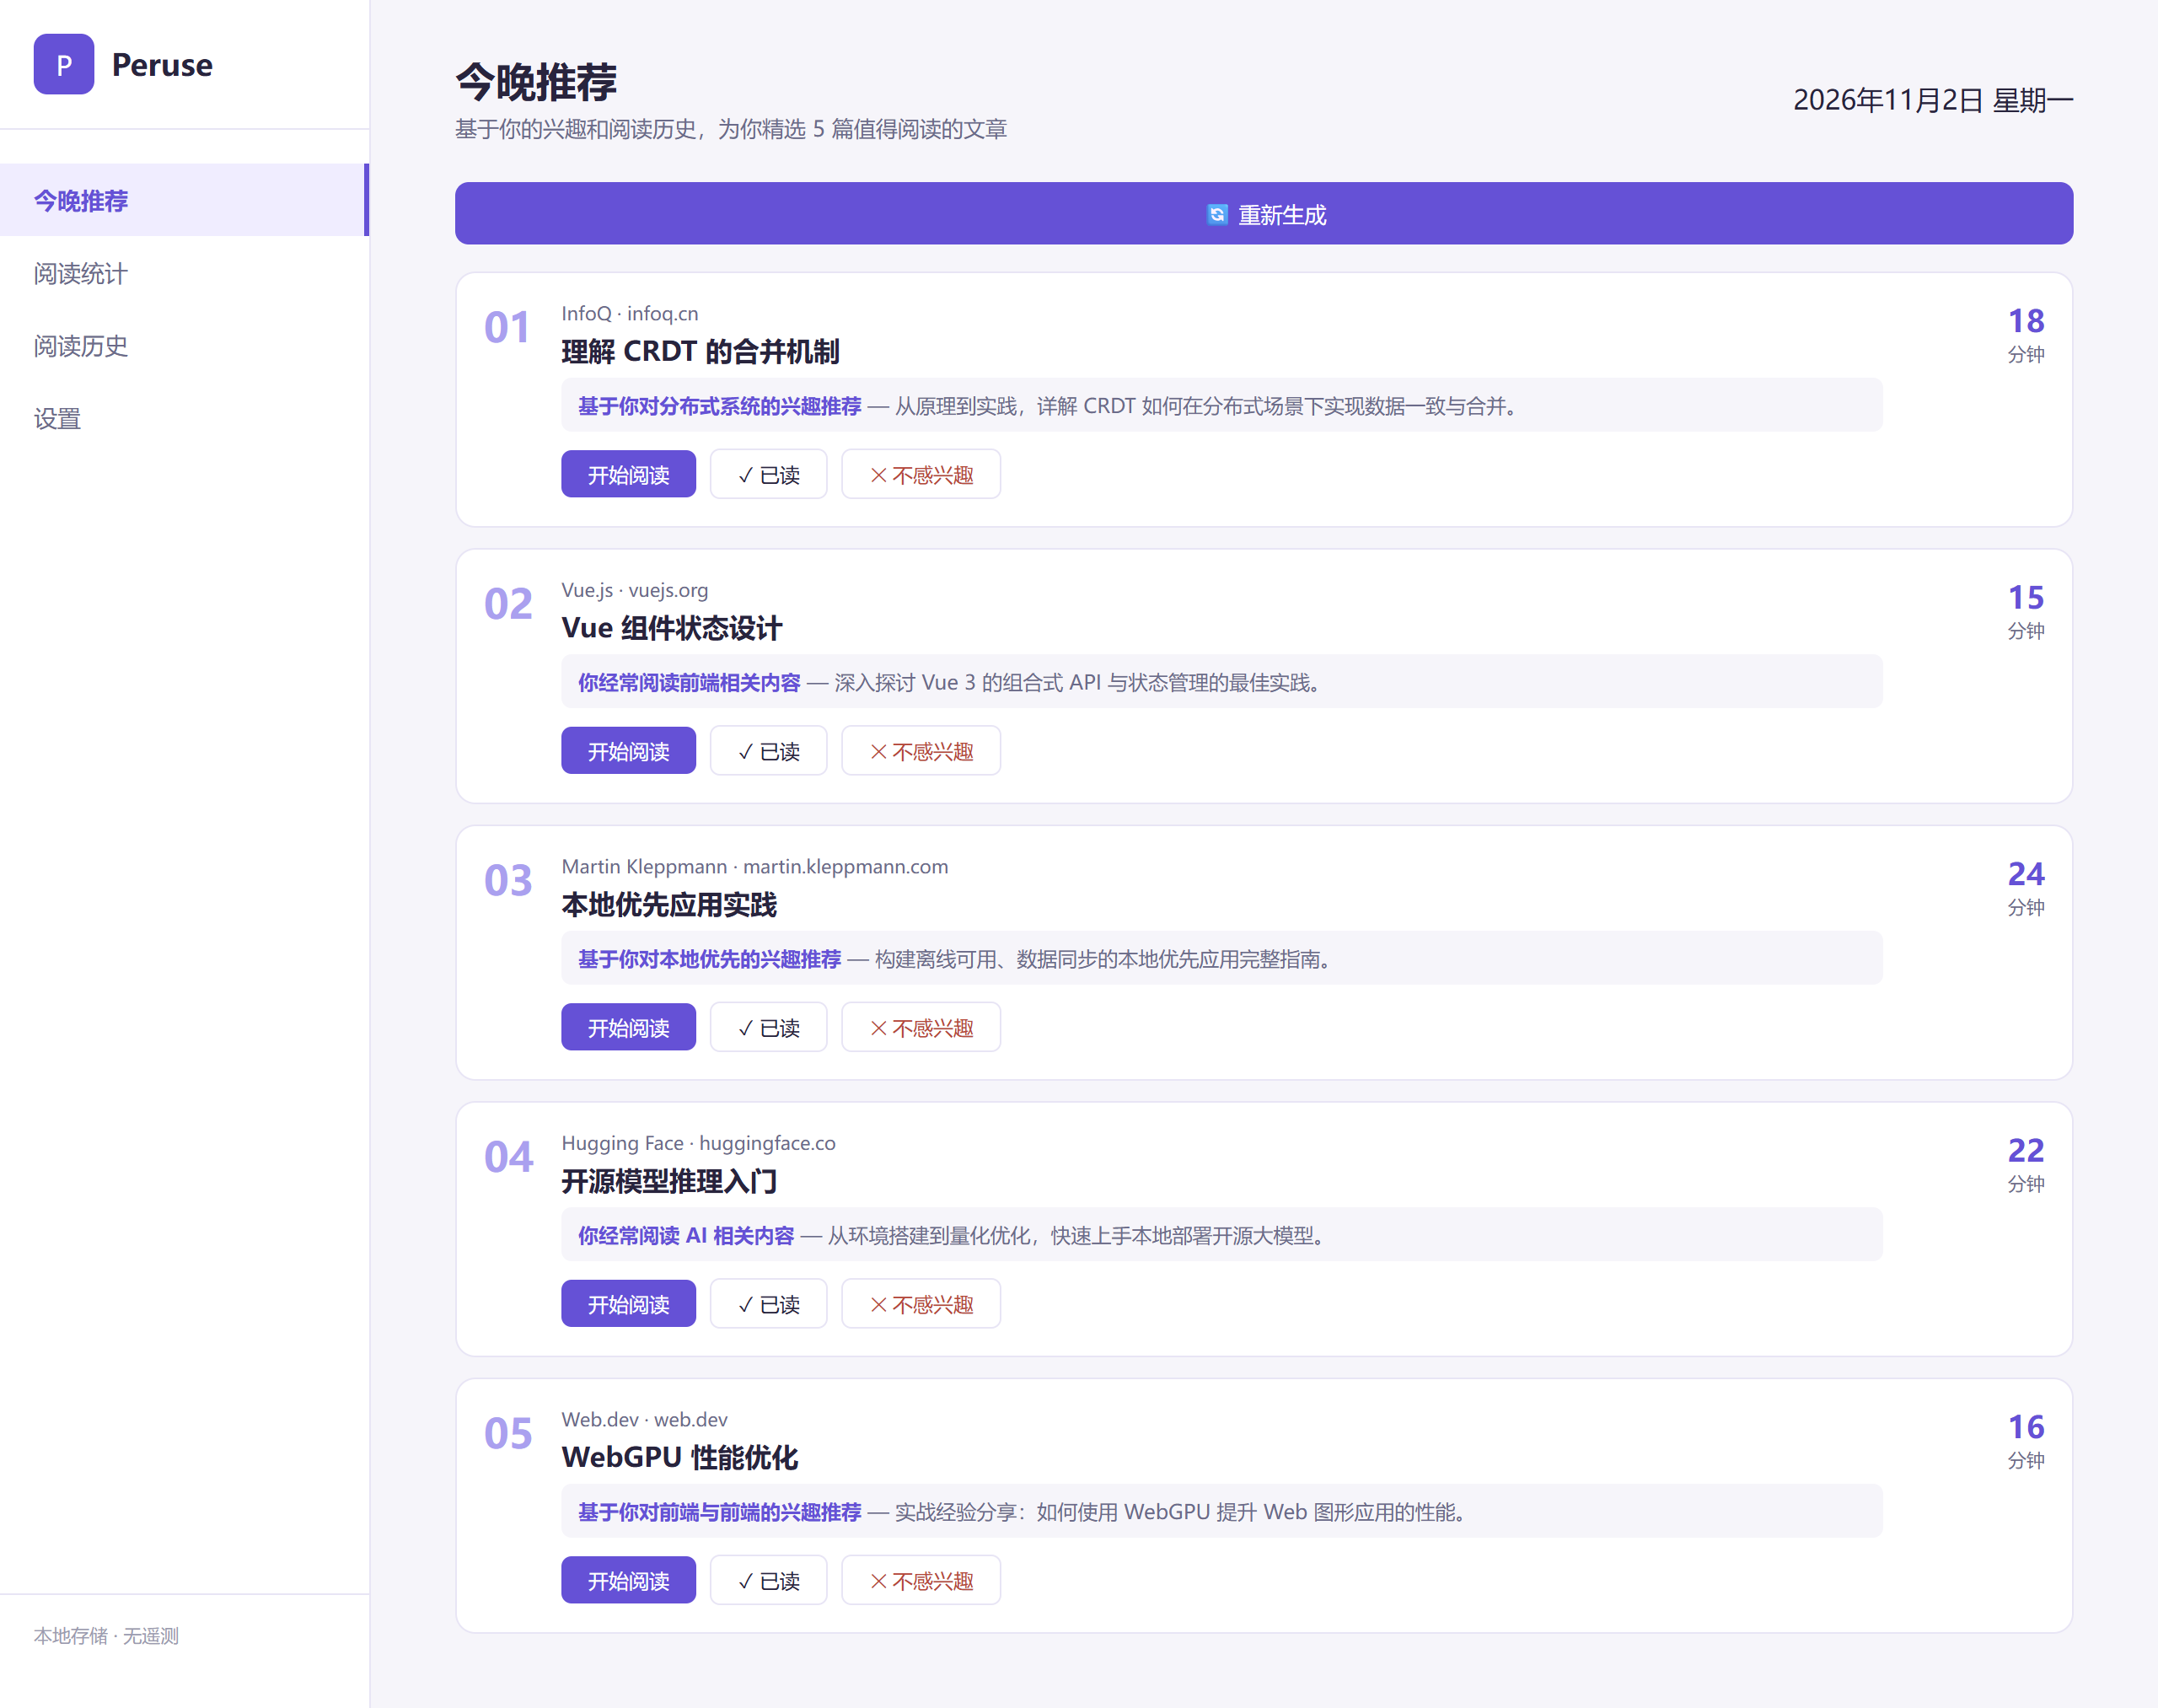 P
Peruse
今晚推荐
阅读统计
阅读历史
设置
本地存储 · 无遥测
今晚推荐
基于你的兴趣和阅读历史，为你精选 5 篇值得阅读的文章
2026年11月2日 星期一
🔄 重新生成
01
InfoQ · infoq.cn
理解 CRDT 的合并机制
基于你对分布式系统的兴趣推荐 — 从原理到实践，详解 CRDT 如何在分布式场景下实现数据一致与合并。
开始阅读 ✓ 已读 ✕ 不感兴趣
18
分钟
02
Vue.js · vuejs.org
Vue 组件状态设计
你经常阅读前端相关内容 — 深入探讨 Vue 3 的组合式 API 与状态管理的最佳实践。
开始阅读 ✓ 已读 ✕ 不感兴趣
15
分钟
03
Martin Kleppmann · martin.kleppmann.com
本地优先应用实践
基于你对本地优先的兴趣推荐 — 构建离线可用、数据同步的本地优先应用完整指南。
开始阅读 ✓ 已读 ✕ 不感兴趣
24
分钟
04
Hugging Face · huggingface.co
开源模型推理入门
你经常阅读 AI 相关内容 — 从环境搭建到量化优化，快速上手本地部署开源大模型。
开始阅读 ✓ 已读 ✕ 不感兴趣
22
分钟
05
Web.dev · web.dev
WebGPU 性能优化
基于你对前端与前端的兴趣推荐 — 实战经验分享：如何使用 WebGPU 提升 Web 图形应用的性能。
开始阅读 ✓ 已读 ✕ 不感兴趣
16
分钟